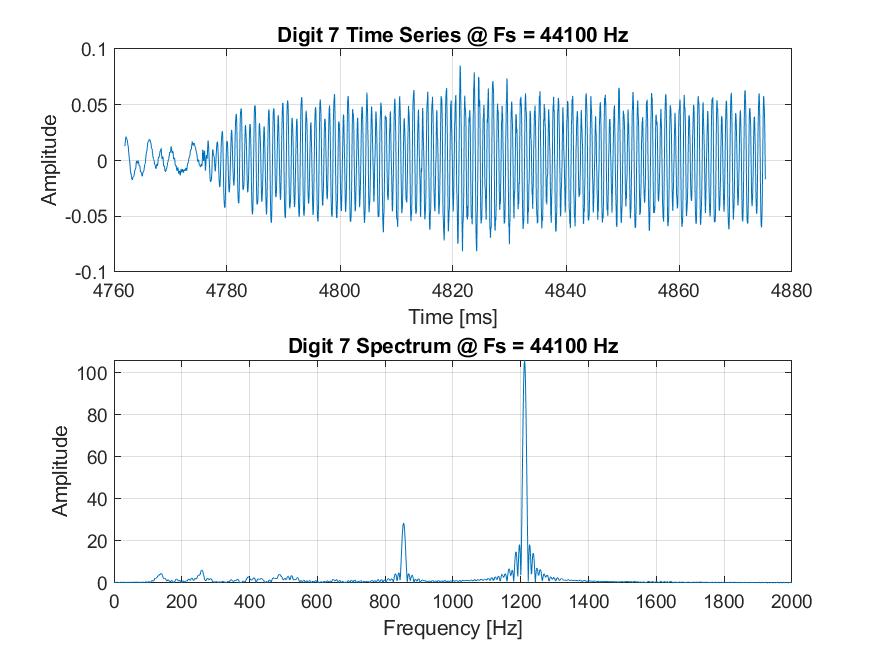 Digit 7 Time Series @ Fs = 44100 Hz
0.1
0.05
0
-0.05
-0.1
Amplitude
4760 4780 4800 4820 4840 4860 4880
Time [ms]
Digit 7 Spectrum @ Fs = 44100 Hz
100
80
60
40
20
0
Amplitude
0 200 400 600 800 1000 1200 1400 1600 1800 2000
Frequency [Hz]